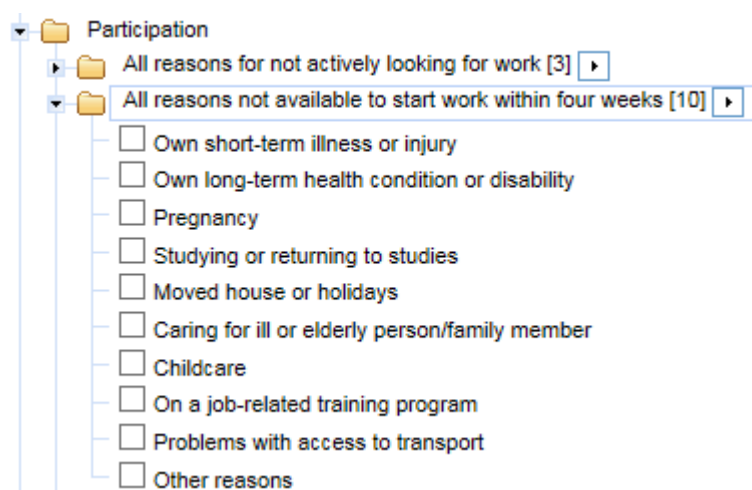 Participation
All reasons for not actively looking for work [3]
All reasons not available to start work within four weeks [10]
Own short-term illness or injury
Own long-term health condition or disability
Pregnancy
Studying or returning to studies
Moved house or holidays
Caring for ill or elderly person/family member
Childcare
On a job-related training program
Problems with access to transport
Other reasons